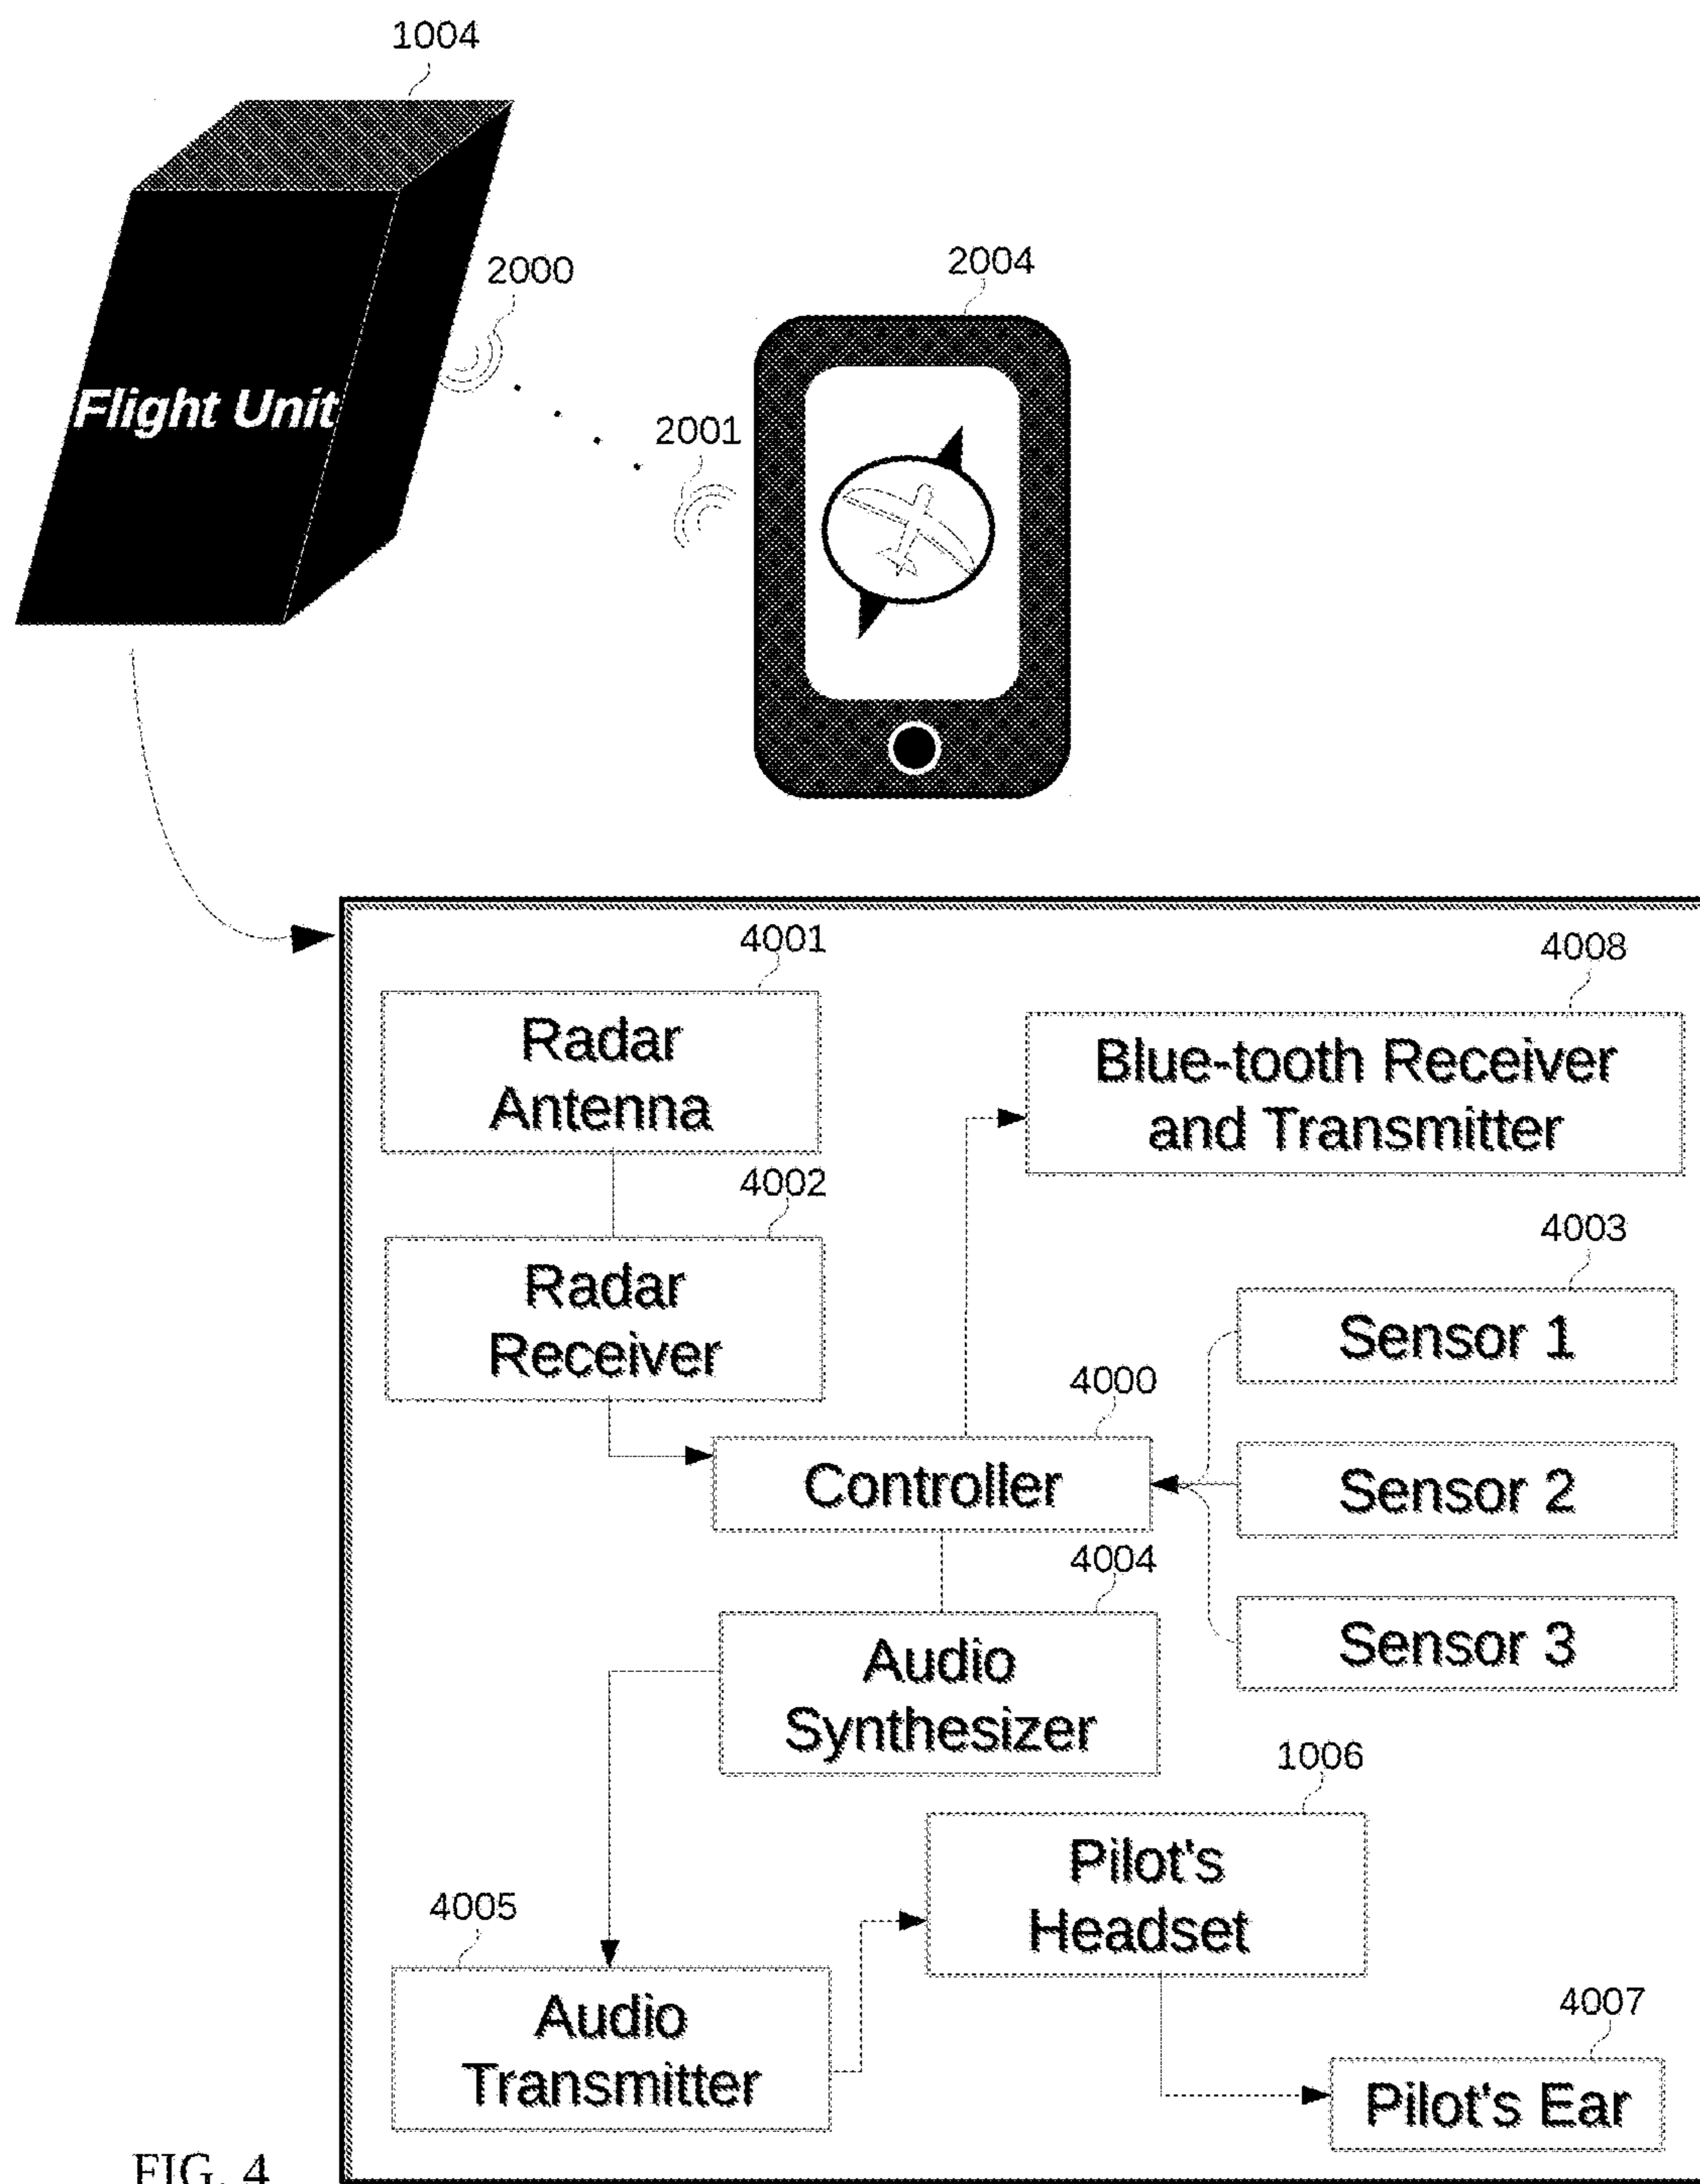 1004
2000
Flight Unit
2004
2001
4001
4008
Radar
Antenna
Blue-tooth Receiver
and Transmitter
4002
4003
Radar
Receiver
Sensor 1
4000
Controller
Sensor 2
4004
Sensor 3
Audio
Synthesizer
1006
Pilot's
Headset
4005
Audio
Transmitter
4007
Pilot's Ear
FIG. 4